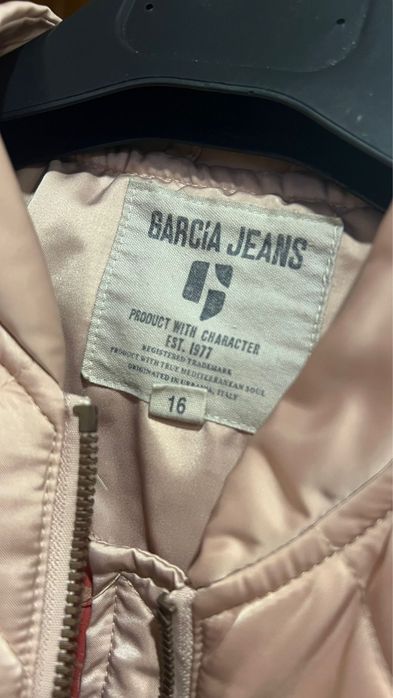 GARCIA JEANS
PRODUCT WITH CHARACTER
EST. 1977
REGISTERED TRADEMARK
PRODUCT WITH TRUE MEDITERRANEAN SOUL
ORIGINATED IN URBANIA, ITALY
16